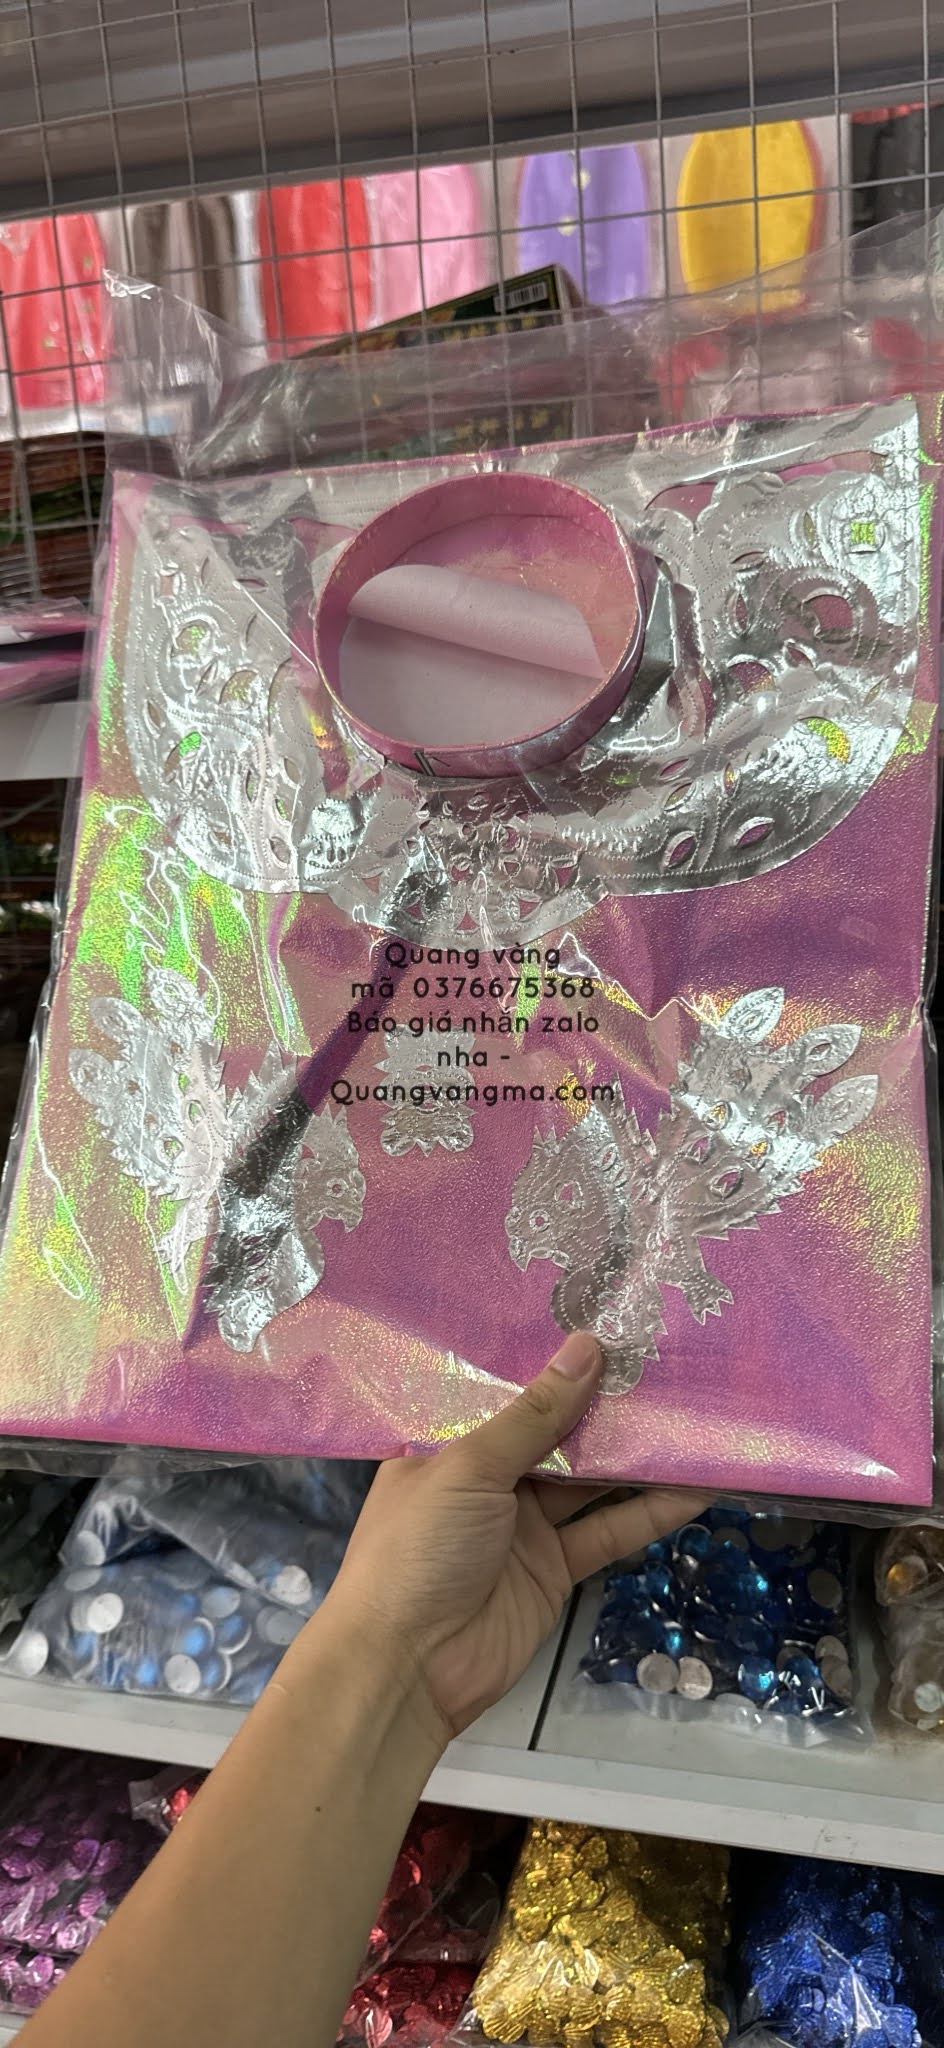 Quang vàng
mã 0376675368
Báo giá nhắn zalo
nha -
Quangvangma.com